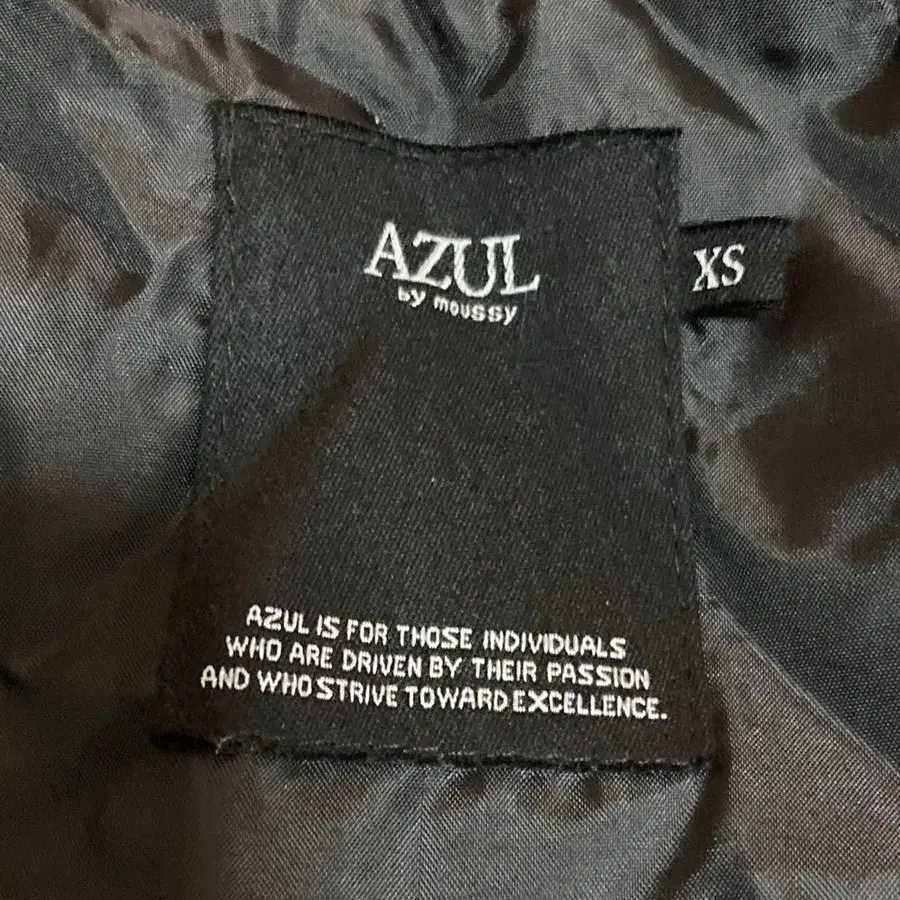 AZUL
by moussy
XS
AZUL IS FOR THOSE INDIVIDUALS
WHO ARE DRIVEN BY THEIR PASSION
AND WHO STRIVE TOWARD EXCELLENCE.